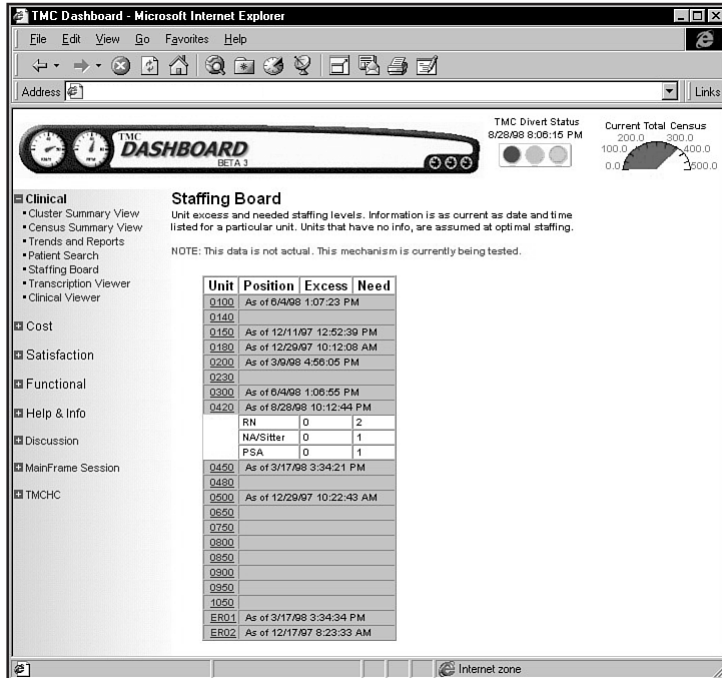 TMC Dashboard - Microsoft Internet Explorer
File Edit View Go Favorites Help
Address
Links
TMC
DASHBOARD
BETA 3
TMC Divert Status
8/28/98 8:06:15 PM
Current Total Census
200.0 300.0
100.0 400.0
0.0 500.0
Clinical
Cluster Summary View
Census Summary View
Trends and Reports
Patient Search
Staffing Board
Transcription Viewer
Clinical Viewer
Cost
Satisfaction
Functional
Help & Info
Discussion
MainFrame Session
TMCHC
Staffing Board
Unit excess and needed staffing levels. Information is as current as date and time
listed for a particular unit. Units that have no info, are assumed at optimal staffing.
NOTE: This data is not actual. This mechanism is currently being tested.
Unit Position Excess Need
0100 As of 6/4/98 1:07:23 PM
0140
0150 As of 12/11/97 12:52:39 PM
0180 As of 12/29/97 10:12:08 AM
0200 As of 3/9/98 4:56:05 PM
0230
0300 As of 6/4/98 1:06:55 PM
0420 As of 8/28/98 10:12:44 PM
RN 0 2
NA/Sitter 0 1
PSA 0 1
0450 As of 3/17/98 3:34:21 PM
0480
0500 As of 12/29/97 10:22:43 AM
0650
0750
0800
0850
0900
0950
1050
ER01 As of 3/17/98 3:34:34 PM
ER02 As of 12/17/97 8:23:33 AM
Internet zone